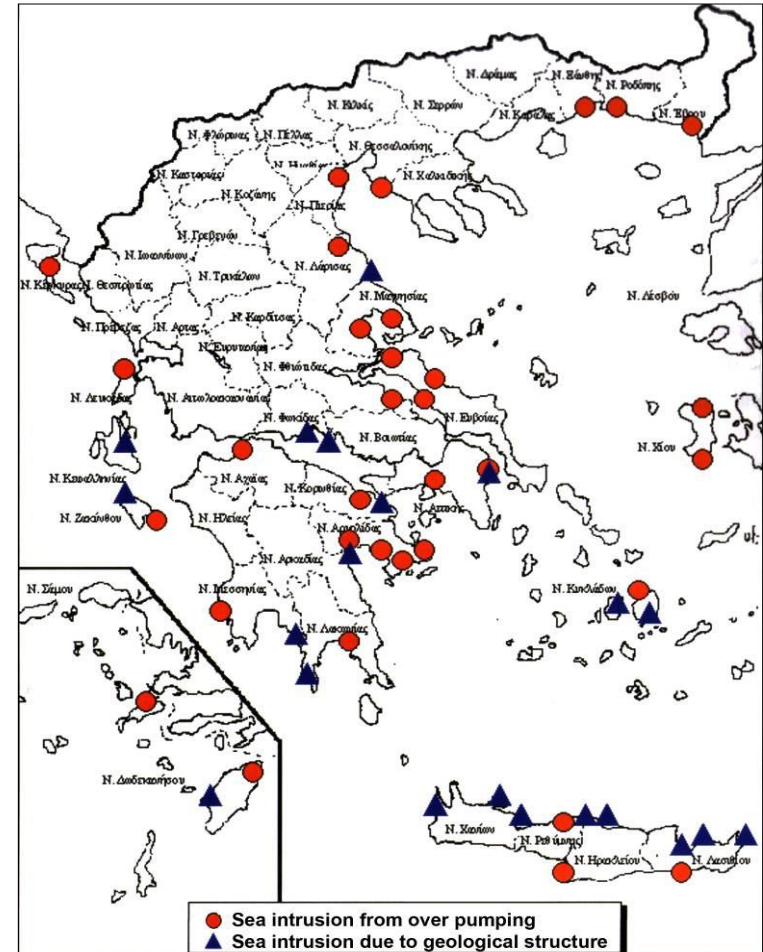 Ν. Δράμας
Ν. Ξάνθης
Ν. Ροδόπης
Ν. Έβρου
Ν. Καβάλας
Ν. Κιλκίς
Ν. Σερρών
Ν. Φλώρινας
Ν. Πέλλας
Ν. Θεσσαλονίκης
Ν. Χαλκιδικής
Ν. Καστοριάς
Ν. Κοζάνης
Ν. Πιερίας
Ν. Γρεβενών
Ν. Ιωαννίνων
Ν. Λάρισας
Ν. Κέρκυρας
Ν. Θεσπρωτίας
Ν. Τρικάλων
Ν. Μαγνησίας
Ν. Λέσβου
Ν. Πρέβεζας
Ν. Άρτας
Ν. Καρδίτσας
Ν. Ευρυτανίας
Ν. Φθιώτιδας
Ν. Λευκάδας
Ν. Αιτωλοακαρνανίας
Ν. Φωκίδας
Ν. Βοιωτίας
Ν. Ευβοίας
Ν. Χίου
Ν. Κεφαλληνίας
Ν. Αχαΐας
Ν. Κορινθίας
Ν. Αττικής
Ν. Ζακύνθου
Ν. Ηλείας
Ν. Αργολίδας
Ν. Αρκαδίας
Ν. Σάμου
Ν. Μεσσηνίας
Ν. Λακωνίας
Ν. Κυκλάδων
Ν. Δωδεκανήσου
Ν. Χανίων
Ν. Ρεθύμνης
Ν. Ηρακλείου
Ν. Λασιθίου
Sea intrusion from over pumping
Sea intrusion due to geological structure